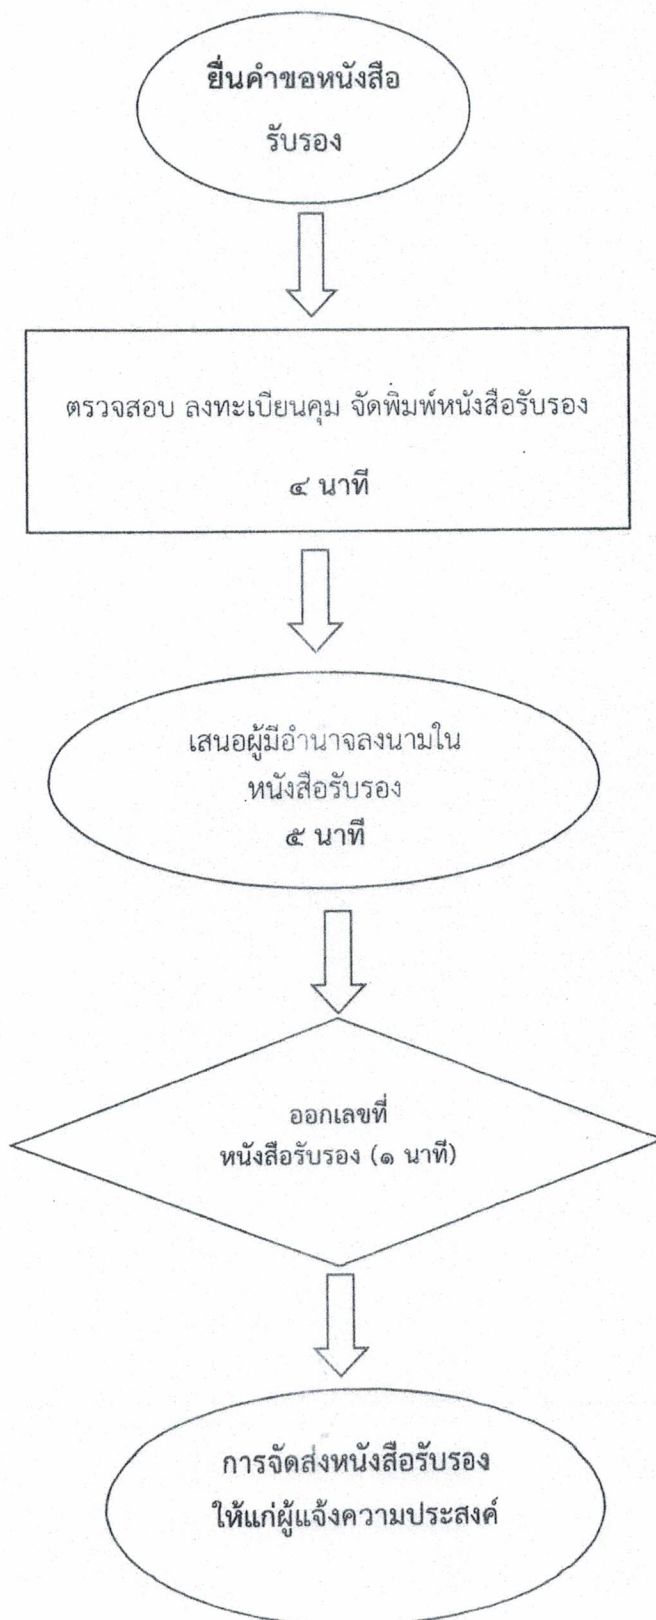 ยื่นคำขอหนังสือ
รับรอง
ตรวจสอบ ลงทะเบียนคุม จัดพิมพ์หนังสือรับรอง
๔ นาที
เสนอผู้มีอำนาจลงนามใน
หนังสือรับรอง
๕ นาที
ออกเลขที่
หนังสือรับรอง (๑ นาที)
การจัดส่งหนังสือรับรอง
ให้แก่ผู้แจ้งความประสงค์